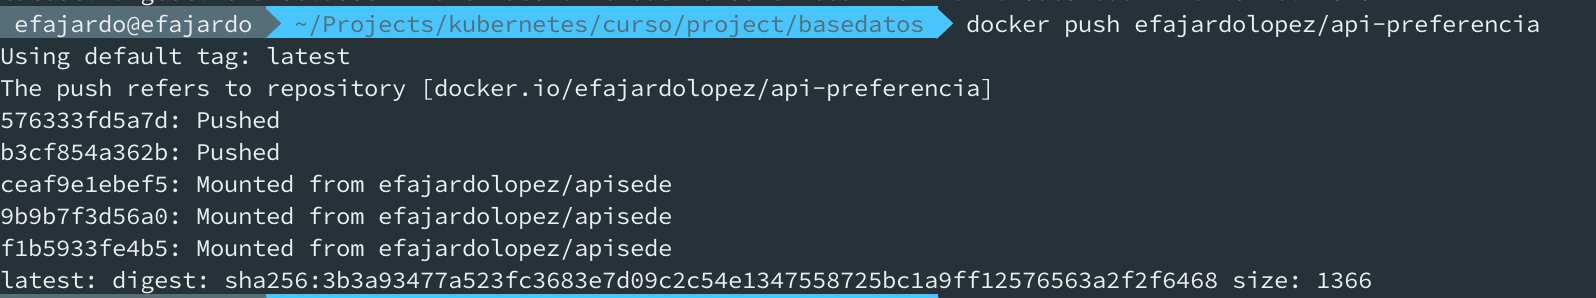 efajardo@efajardo ~/Projects/kubernetes/curso/project/basedatos docker push efajardolopez/api-preferencia
Using default tag: latest
The push refers to repository [docker.io/efajardolopez/api-preferencia]
576333fd5a7d: Pushed
b3cf854a362b: Pushed
ceaf9e1ebef5: Mounted from efajardolopez/apisede
9b9b7f3d56a0: Mounted from efajardolopez/apisede
f1b5933fe4b5: Mounted from efajardolopez/apisede
latest: digest: sha256:3b3a93477a523fc3683e7d09c2c54e1347558725bc1a9ff12576563a2f2f6468 size: 1366